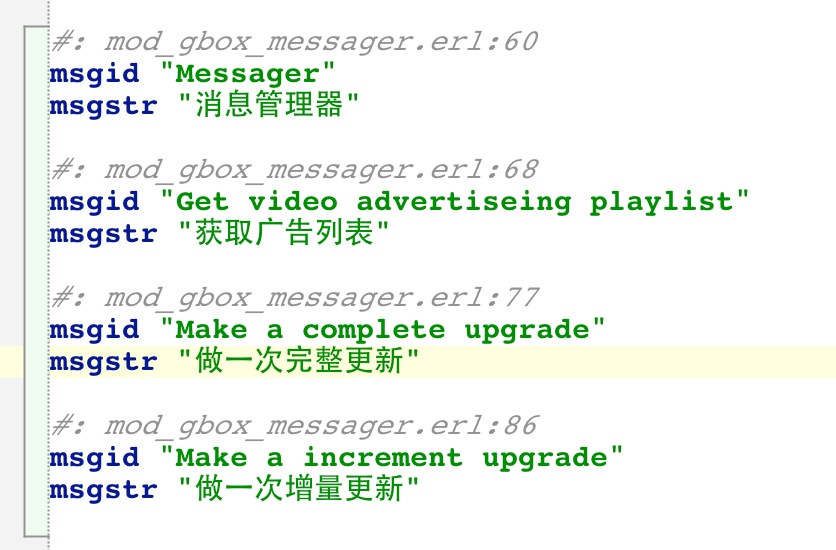 #: mod_gbox_messager.erl:60
msgid "Messager"
msgstr "消息管理器"
#: mod_gbox_messager.erl:68
msgid "Get video advertiseing playlist"
msgstr "获取广告列表"
#: mod_gbox_messager.erl:77
msgid "Make a complete upgrade"
msgstr "做一次完整更新"
#: mod_gbox_messager.erl:86
msgid "Make a increment upgrade"
msgstr "做一次增量更新"